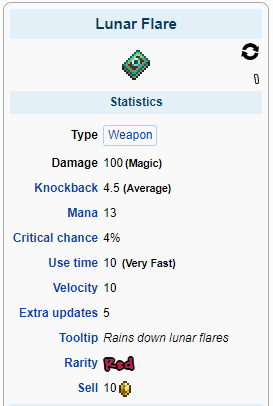 Lunar Flare
Statistics
Type Weapon
Damage 100 (Magic)
Knockback 4.5 (Average)
Mana 13
Critical chance 4%
Use time 10 (Very Fast)
Velocity 10
Extra updates 5
Tooltip Rains down lunar flares
Rarity Red
Sell 10